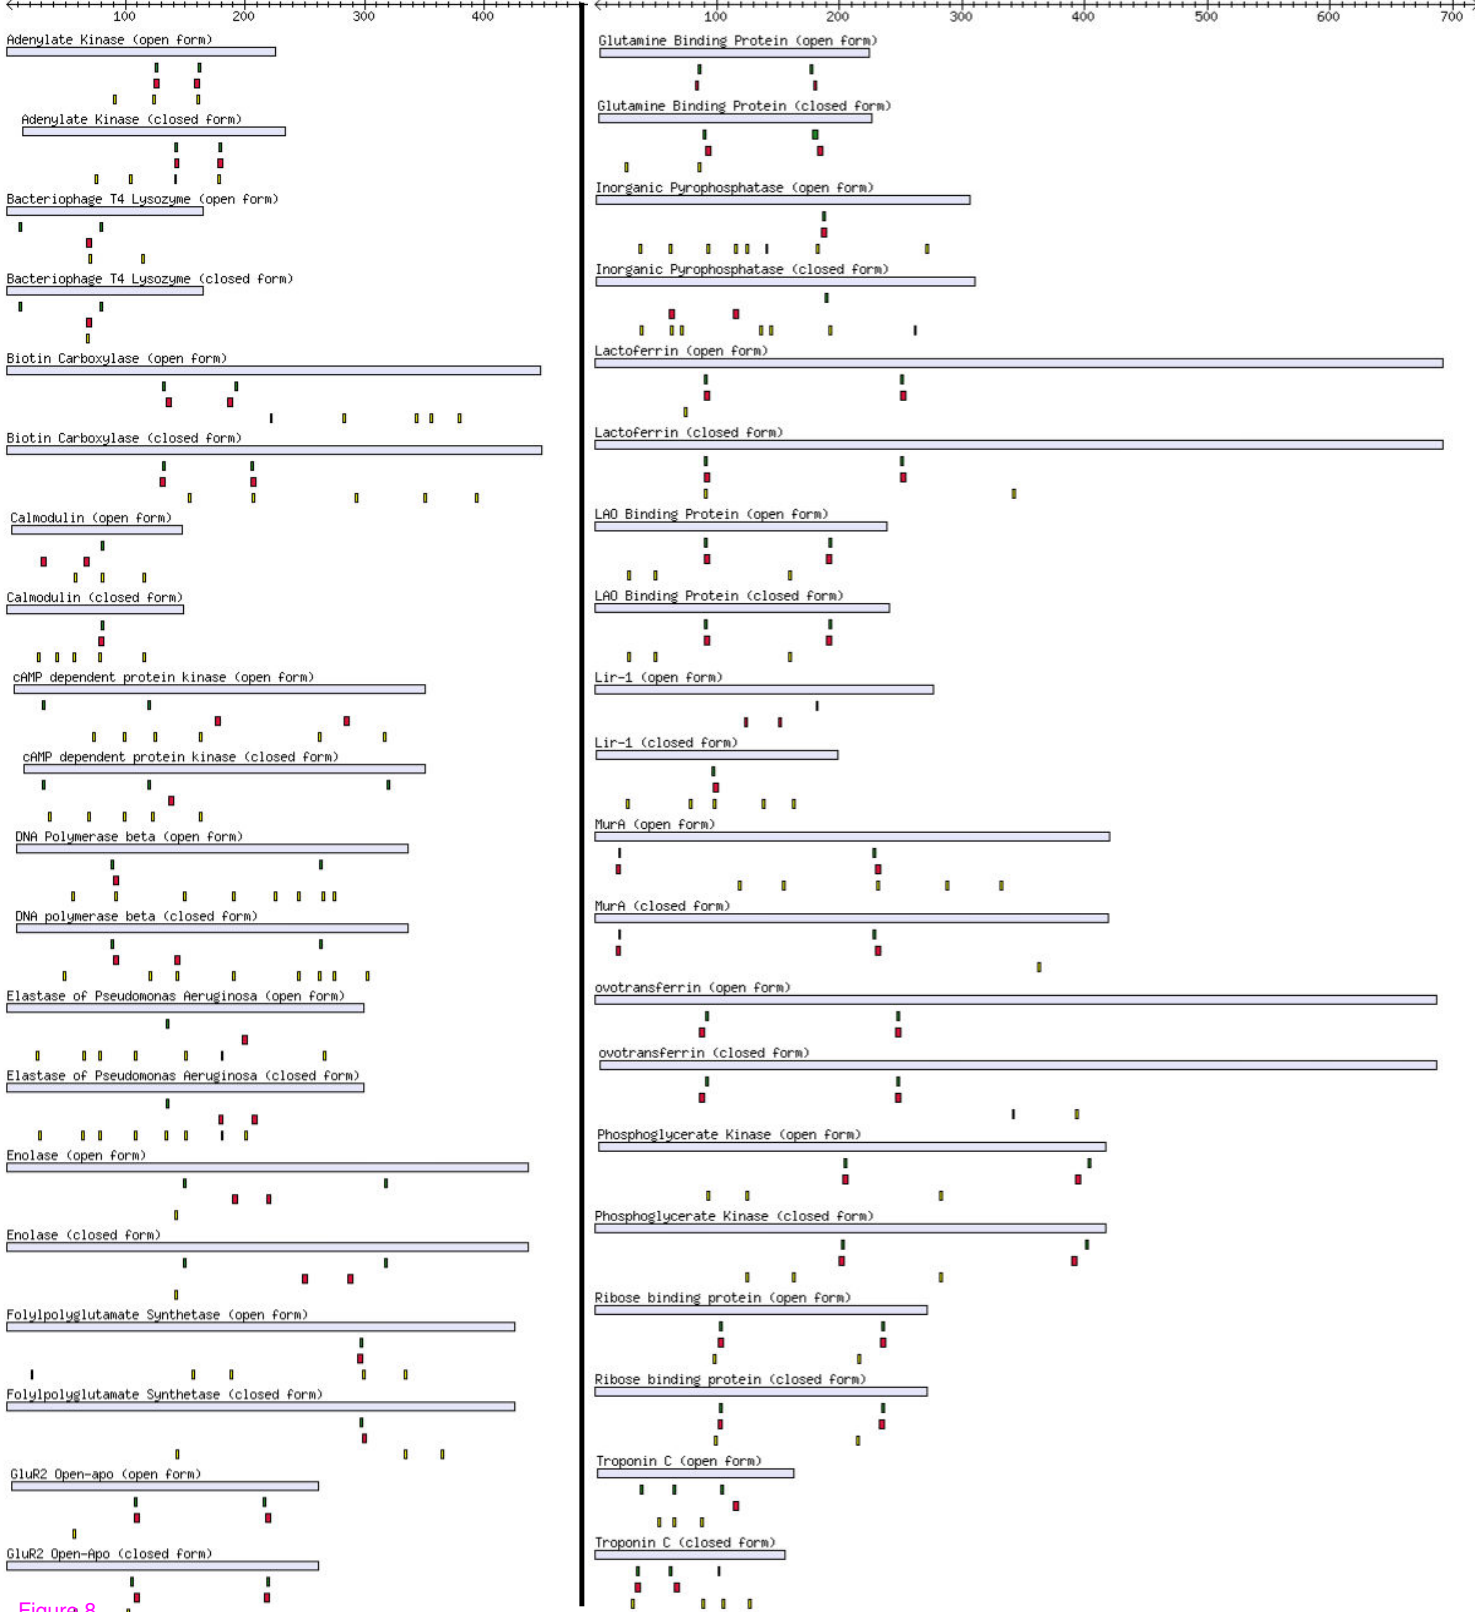 100 200 300 400
Adenylate Kinase (open form)
Adenylate Kinase (closed form)
Bacteriophage T4 Lysozyme (open form)
Bacteriophage T4 Lysozyme (closed form)
Biotin Carboxylase (open form)
Biotin Carboxylase (closed form)
Calmodulin (open form)
Calmodulin (closed form)
cAMP dependent protein kinase (open form)
cAMP dependent protein kinase (closed form)
DNA Polymerase beta (open form)
DNA polymerase beta (closed form)
Elastase of Pseudomonas Aeruginosa (open form)
Elastase of Pseudomonas Aeruginosa (closed form)
Enolase (open form)
Enolase (closed form)
Folylpolyglutamate Synthetase (open form)
Folylpolyglutamate Synthetase (closed form)
GluR2 Open-apo (open form)
GluR2 Open-Apo (closed form)
Figure 8
100 200 300 400 500 600 700
Glutamine Binding Protein (open form)
Glutamine Binding Protein (closed form)
Inorganic Pyrophosphatase (open form)
Inorganic Pyrophosphatase (closed form)
Lactoferrin (open form)
Lactoferrin (closed form)
LAO Binding Protein (open form)
LAO Binding Protein (closed form)
Lir-1 (open form)
Lir-1 (closed form)
MurA (open form)
MurA (closed form)
ovotransferrin (open form)
ovotransferrin (closed form)
Phosphoglycerate Kinase (open form)
Phosphoglycerate Kinase (closed form)
Ribose binding protein (open form)
Ribose binding protein (closed form)
Troponin C (open form)
Troponin C (closed form)